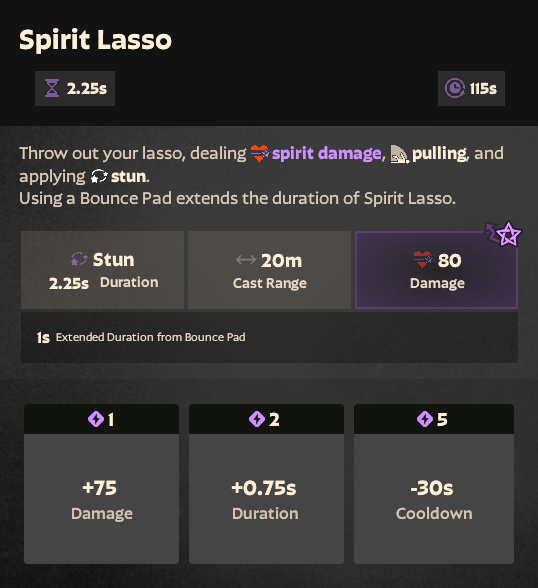 Spirit Lasso
2.25s
115s
Throw out your lasso, dealing spirit damage, pulling, and
applying stun.
Using a Bounce Pad extends the duration of Spirit Lasso.
Stun
2.25s Duration
20m
Cast Range
80
Damage
1s Extended Duration from Bounce Pad
1
+75
Damage
2
+0.75s
Duration
5
-30s
Cooldown